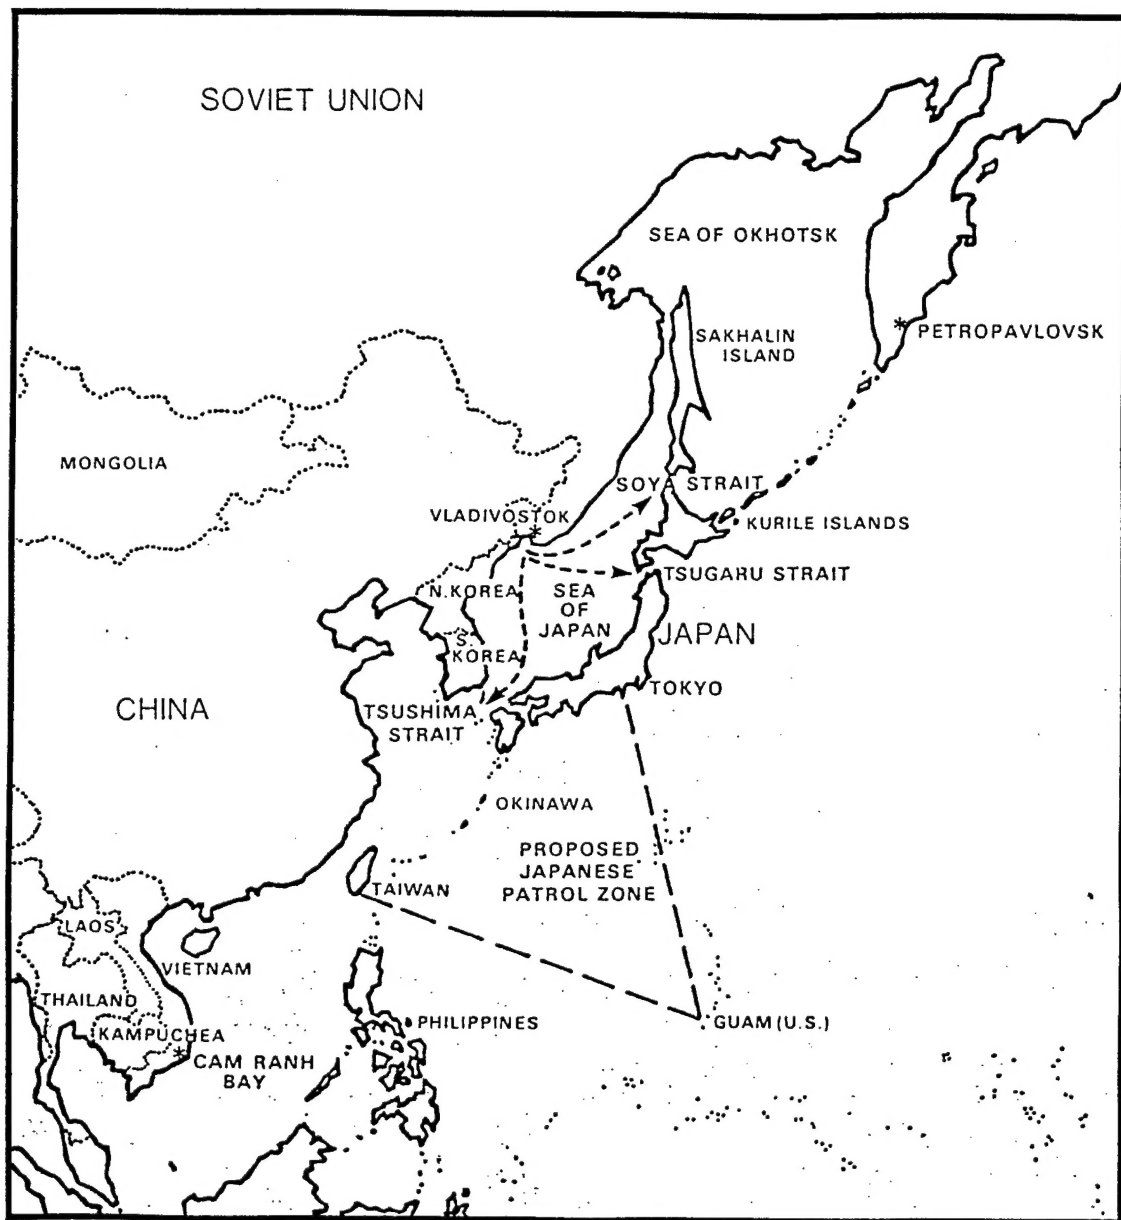 SOVIET UNION
SEA OF OKHOTSK
SAKHALIN
ISLAND
* PETROPAVLOVSK
MONGOLIA
SOYA STRAIT
VLADIVOSTOK
*
KURILE ISLANDS
TSUGARU STRAIT
N. KOREA
SEA
OF
JAPAN
JAPAN
S.
KOREA
TOKYO
CHINA
TSUSHIMA
STRAIT
OKINAWA
PROPOSED
JAPANESE
PATROL ZONE
TAIWAN
LAOS
VIETNAM
THAILAND
PHILIPPINES
GUAM (U.S.)
KAMPUCHEA
* CAM RANH
BAY